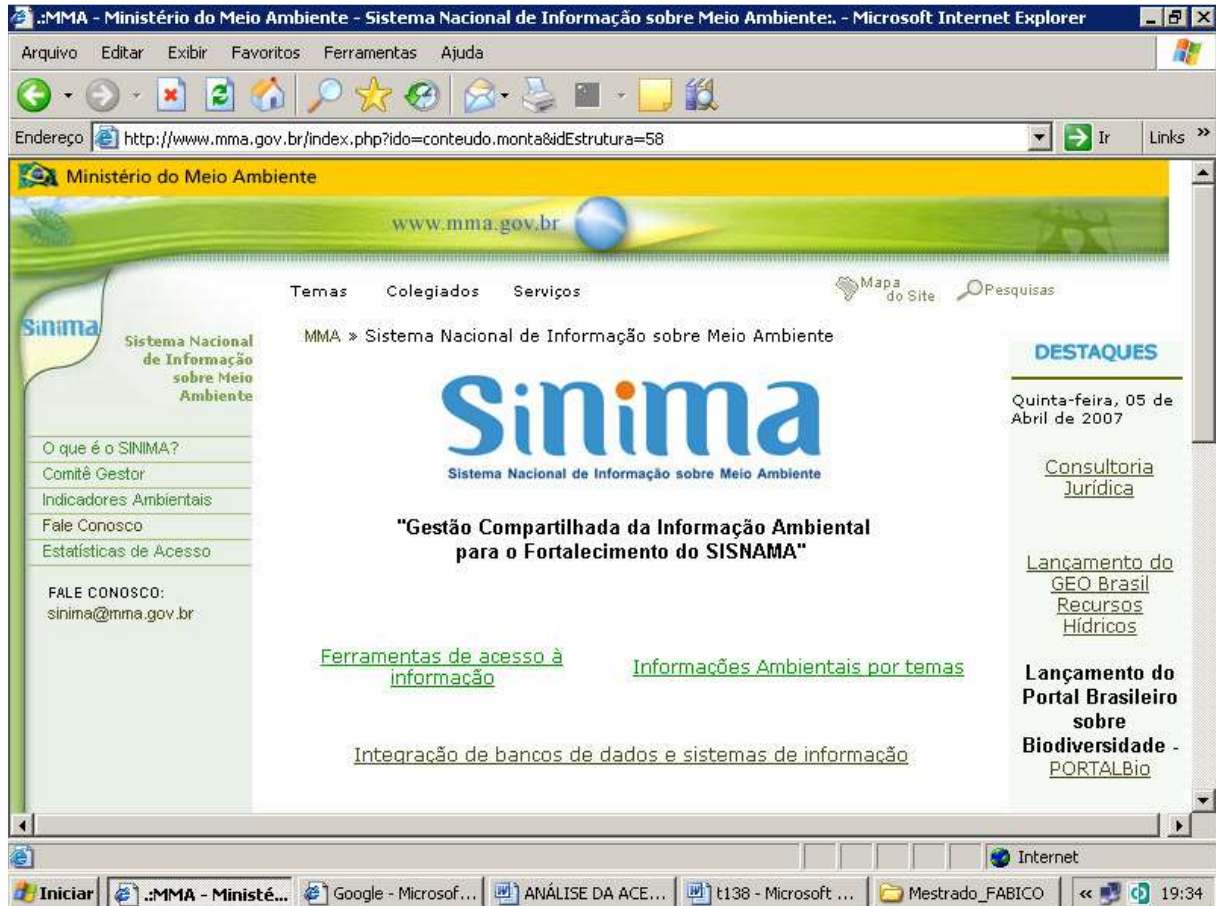 .:MMA - Ministério do Meio Ambiente - Sistema Nacional de Informação sobre Meio Ambiente:. - Microsoft Internet Explorer
Arquivo Editar Exibir Favoritos Ferramentas Ajuda
Endereço http://www.mma.gov.br/index.php?ido=conteudo.monta&idEstrutura=58 Ir Links »
Ministério do Meio Ambiente
www.mma.gov.br
Temas Colegiados Serviços Mapa do Site Pesquisas
sinima
Sistema Nacional
de Informação
sobre Meio
Ambiente
O que é o SINIMA?
Comitê Gestor
Indicadores Ambientais
Fale Conosco
Estatísticas de Acesso
FALE CONOSCO:
sinima@mma.gov.br
MMA » Sistema Nacional de Informação sobre Meio Ambiente
Sinima
Sistema Nacional de Informação sobre Meio Ambiente
"Gestão Compartilhada da Informação Ambiental
para o Fortalecimento do SISNAMA"
Ferramentas de acesso à
informação
Informações Ambientais por temas
Integração de bancos de dados e sistemas de informação
DESTAQUES
Quinta-feira, 05 de
Abril de 2007
Consultoria
Jurídica
Lançamento do
GEO Brasil
Recursos
Hídricos
Lançamento do
Portal Brasileiro
sobre
Biodiversidade -
PORTALBio
Internet
Iniciar .:MMA - Ministé... Google - Microsof... ANÁLISE DA ACE... t138 - Microsoft ... Mestrado_FABICO « 19:34